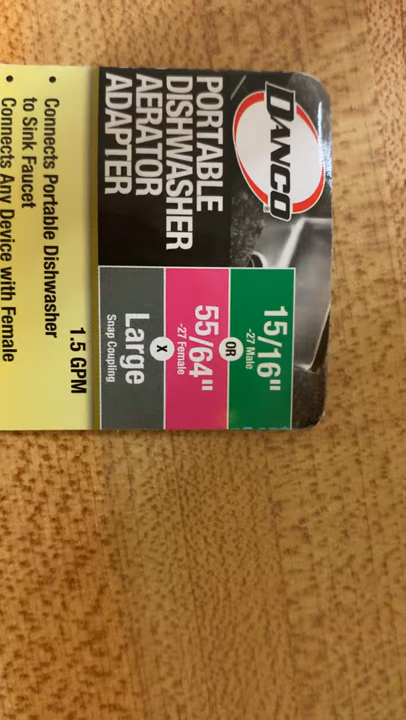 DANCO
PORTABLE
DISHWASHER
AERATOR
ADAPTER
15/16"
-27 Male
OR
55/64"
-27 Female
X
Large
Snap Coupling
1.5 GPM
• Connects Portable Dishwasher
to Sink Faucet
• Connects Any Device with Female